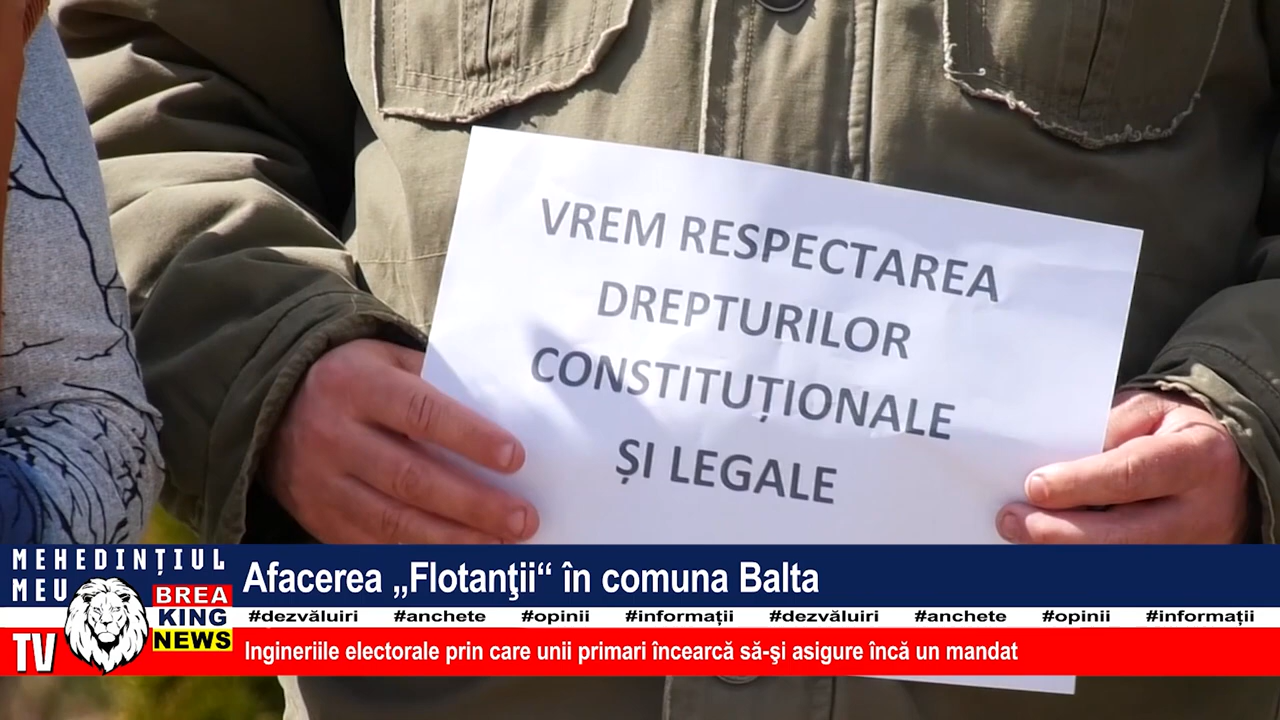 VREM RESPECTAREA
DREPTURILOR
CONSTITUȚIONALE
ȘI LEGALE
MEHEDINȚIUL
MEU
TV
BREA
KING
NEWS
Afacerea „Flotanţii“ în comuna Balta
#dezvăluiri #anchete #opinii #informații #dezvăluiri #anchete #opinii #informații
Ingineriile electorale prin care unii primari încearcă să-şi asigure încă un mandat